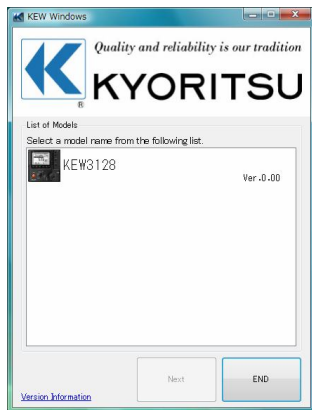 KEW Windows
Quality and reliability is our tradition
KYORITSU
®
List of Models
Select a model name from the following list.
KEW3128
Ver.0.00
Next
END
Version Information